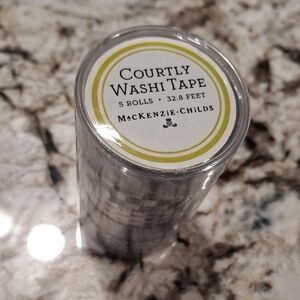 COURTLY
WASHI TAPE
5 ROLLS • 32.8 FEET
MACKENZIE-CHILDS